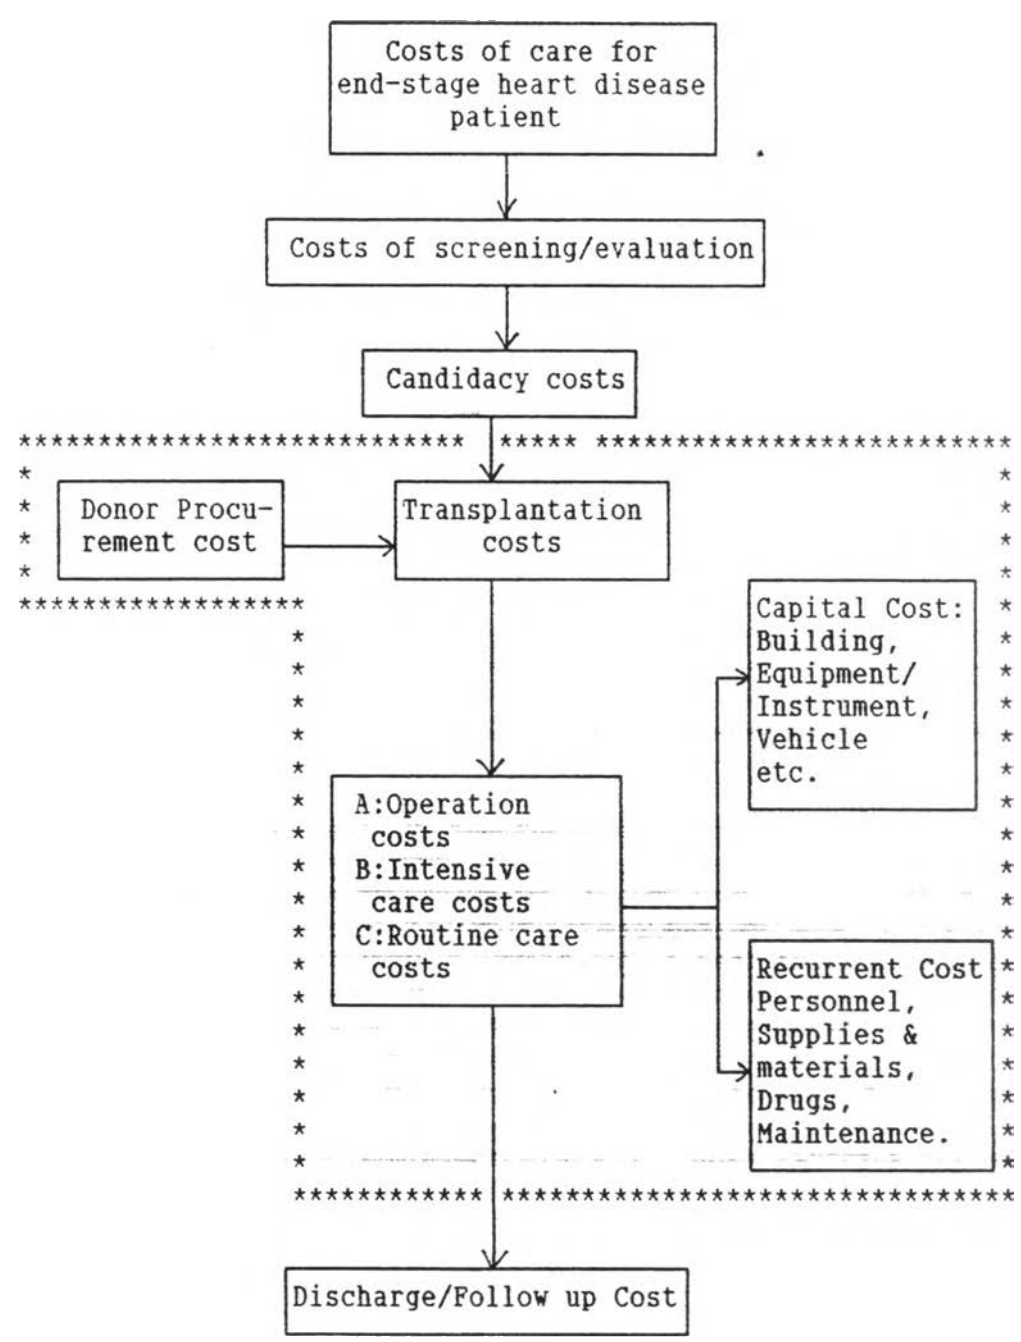 Costs of care for
end-stage heart disease
patient
Costs of screening/evaluation
Candidacy costs
Donor Procu-
rement cost
Transplantation
costs
Capital Cost:
Building,
Equipment/
Instrument,
Vehicle
etc.
A:Operation
costs
B:Intensive
care costs
C:Routine care
costs
Recurrent Cost
Personnel,
Supplies &
materials,
Drugs,
Maintenance.
Discharge/Follow up Cost